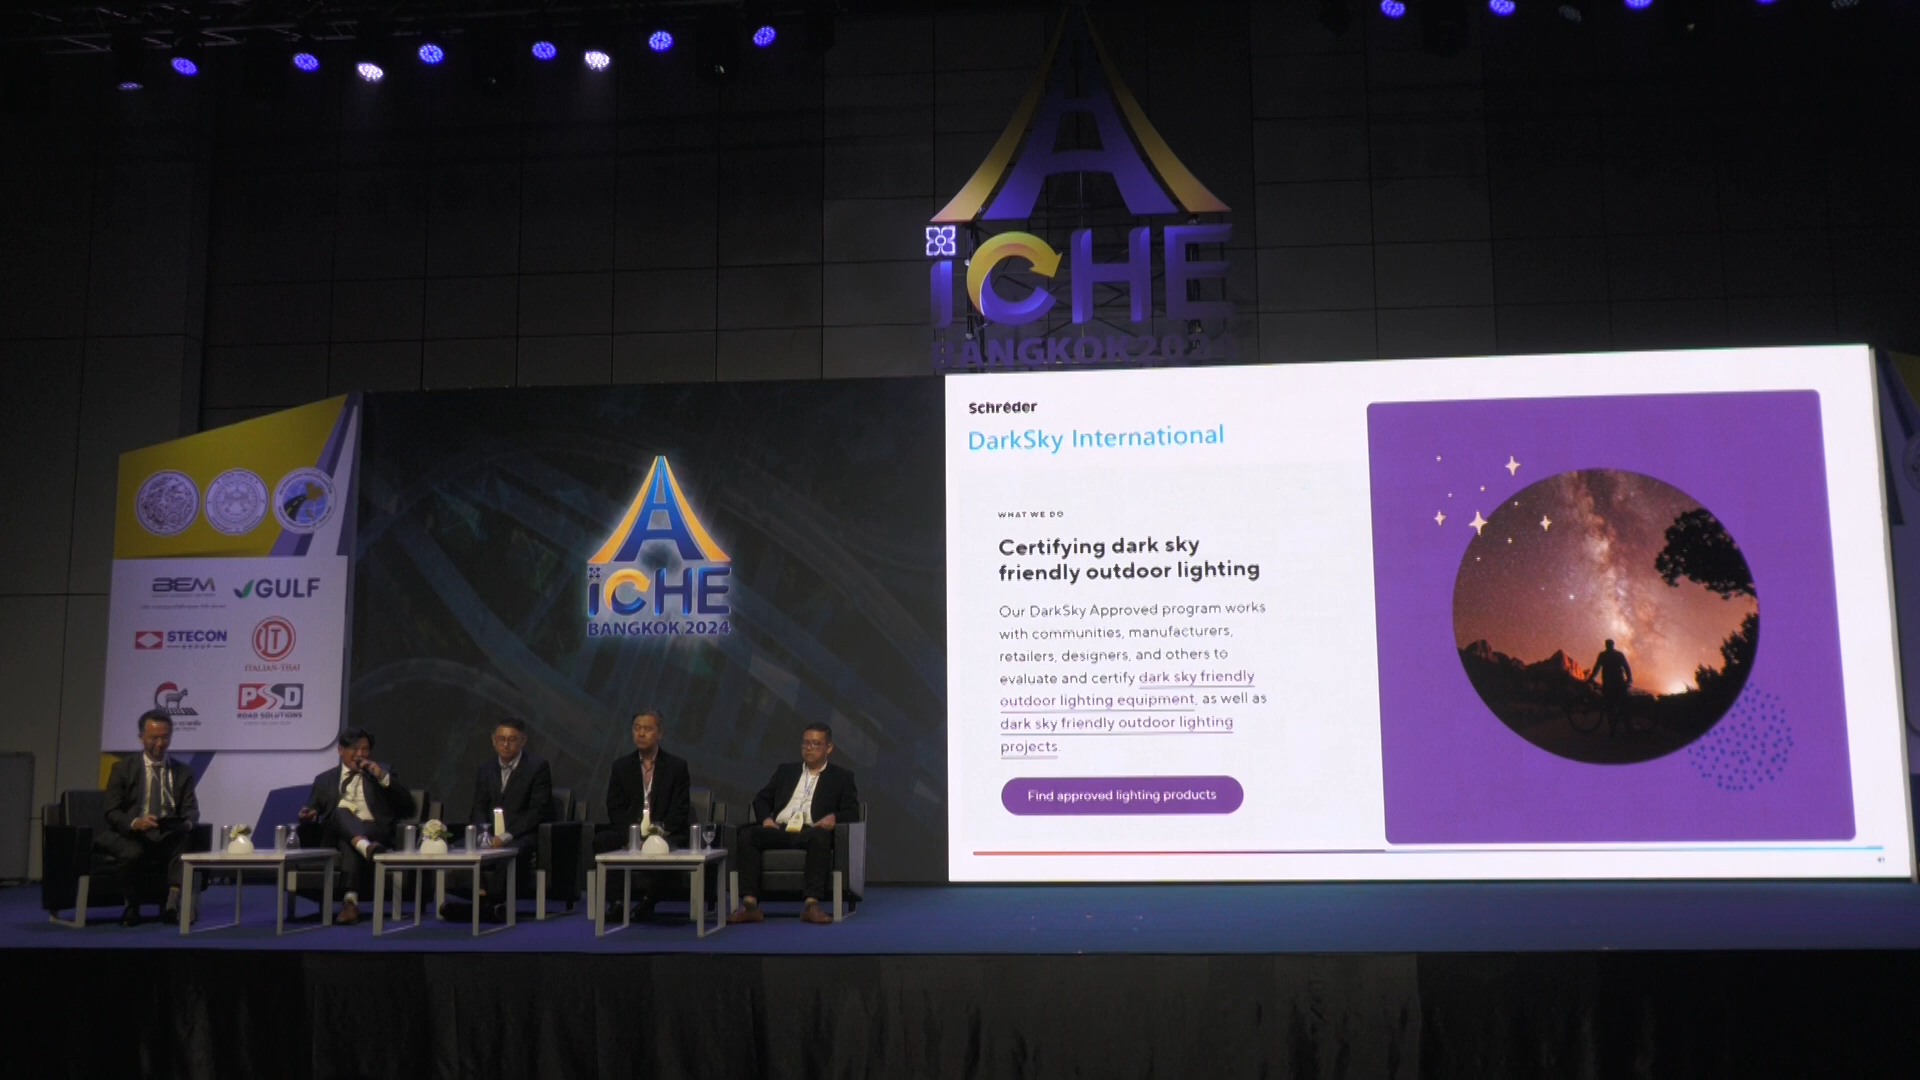 iCHE
BANGKOK 2024
BEM
GULF
STECON
GROUP
ITD
ITALIAN-THAI
PSD
ROAD SOLUTIONS
iCHE
BANGKOK 2024
Schréder
DarkSky International
WHAT WE DO
Certifying dark sky
friendly outdoor lighting
Our DarkSky Approved program works
with communities, manufacturers,
retailers, designers, and others to
evaluate and certify dark sky friendly
outdoor lighting equipment, as well as
dark sky friendly outdoor lighting
projects.
Find approved lighting products